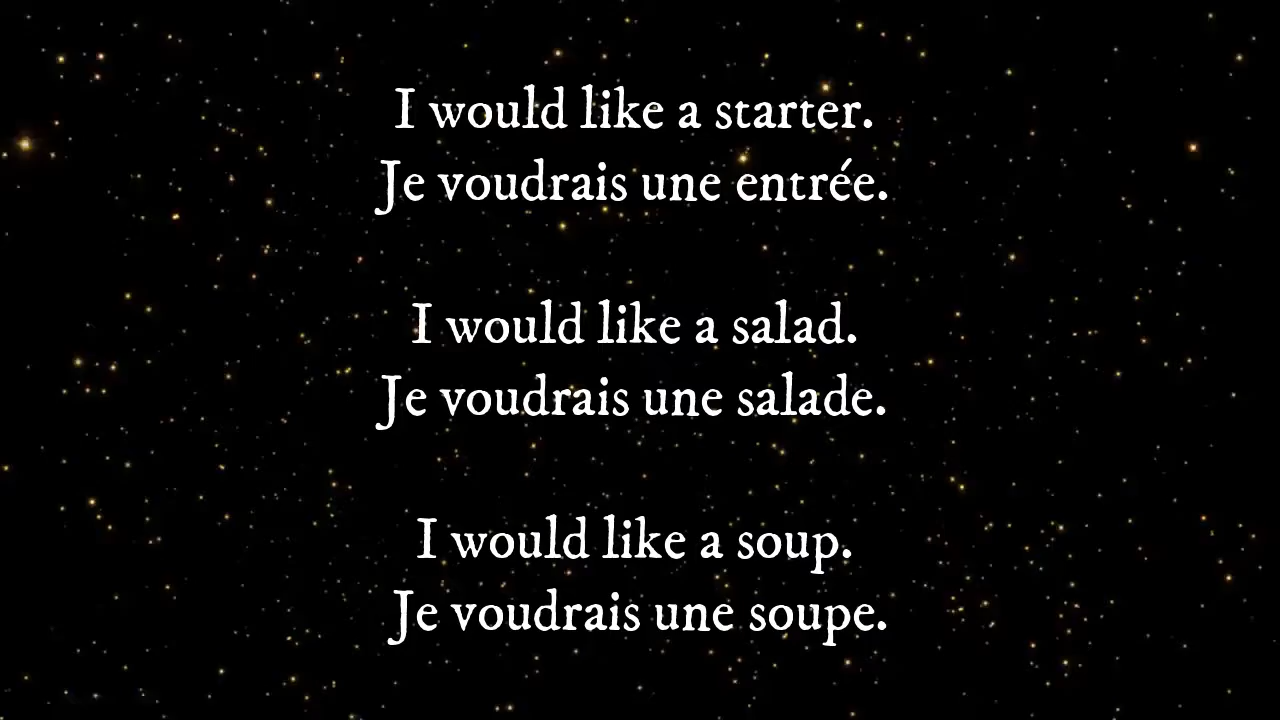 I would like a starter.
Je voudrais une entrée.
I would like a salad.
Je voudrais une salade.
I would like a soup.
Je voudrais une soupe.